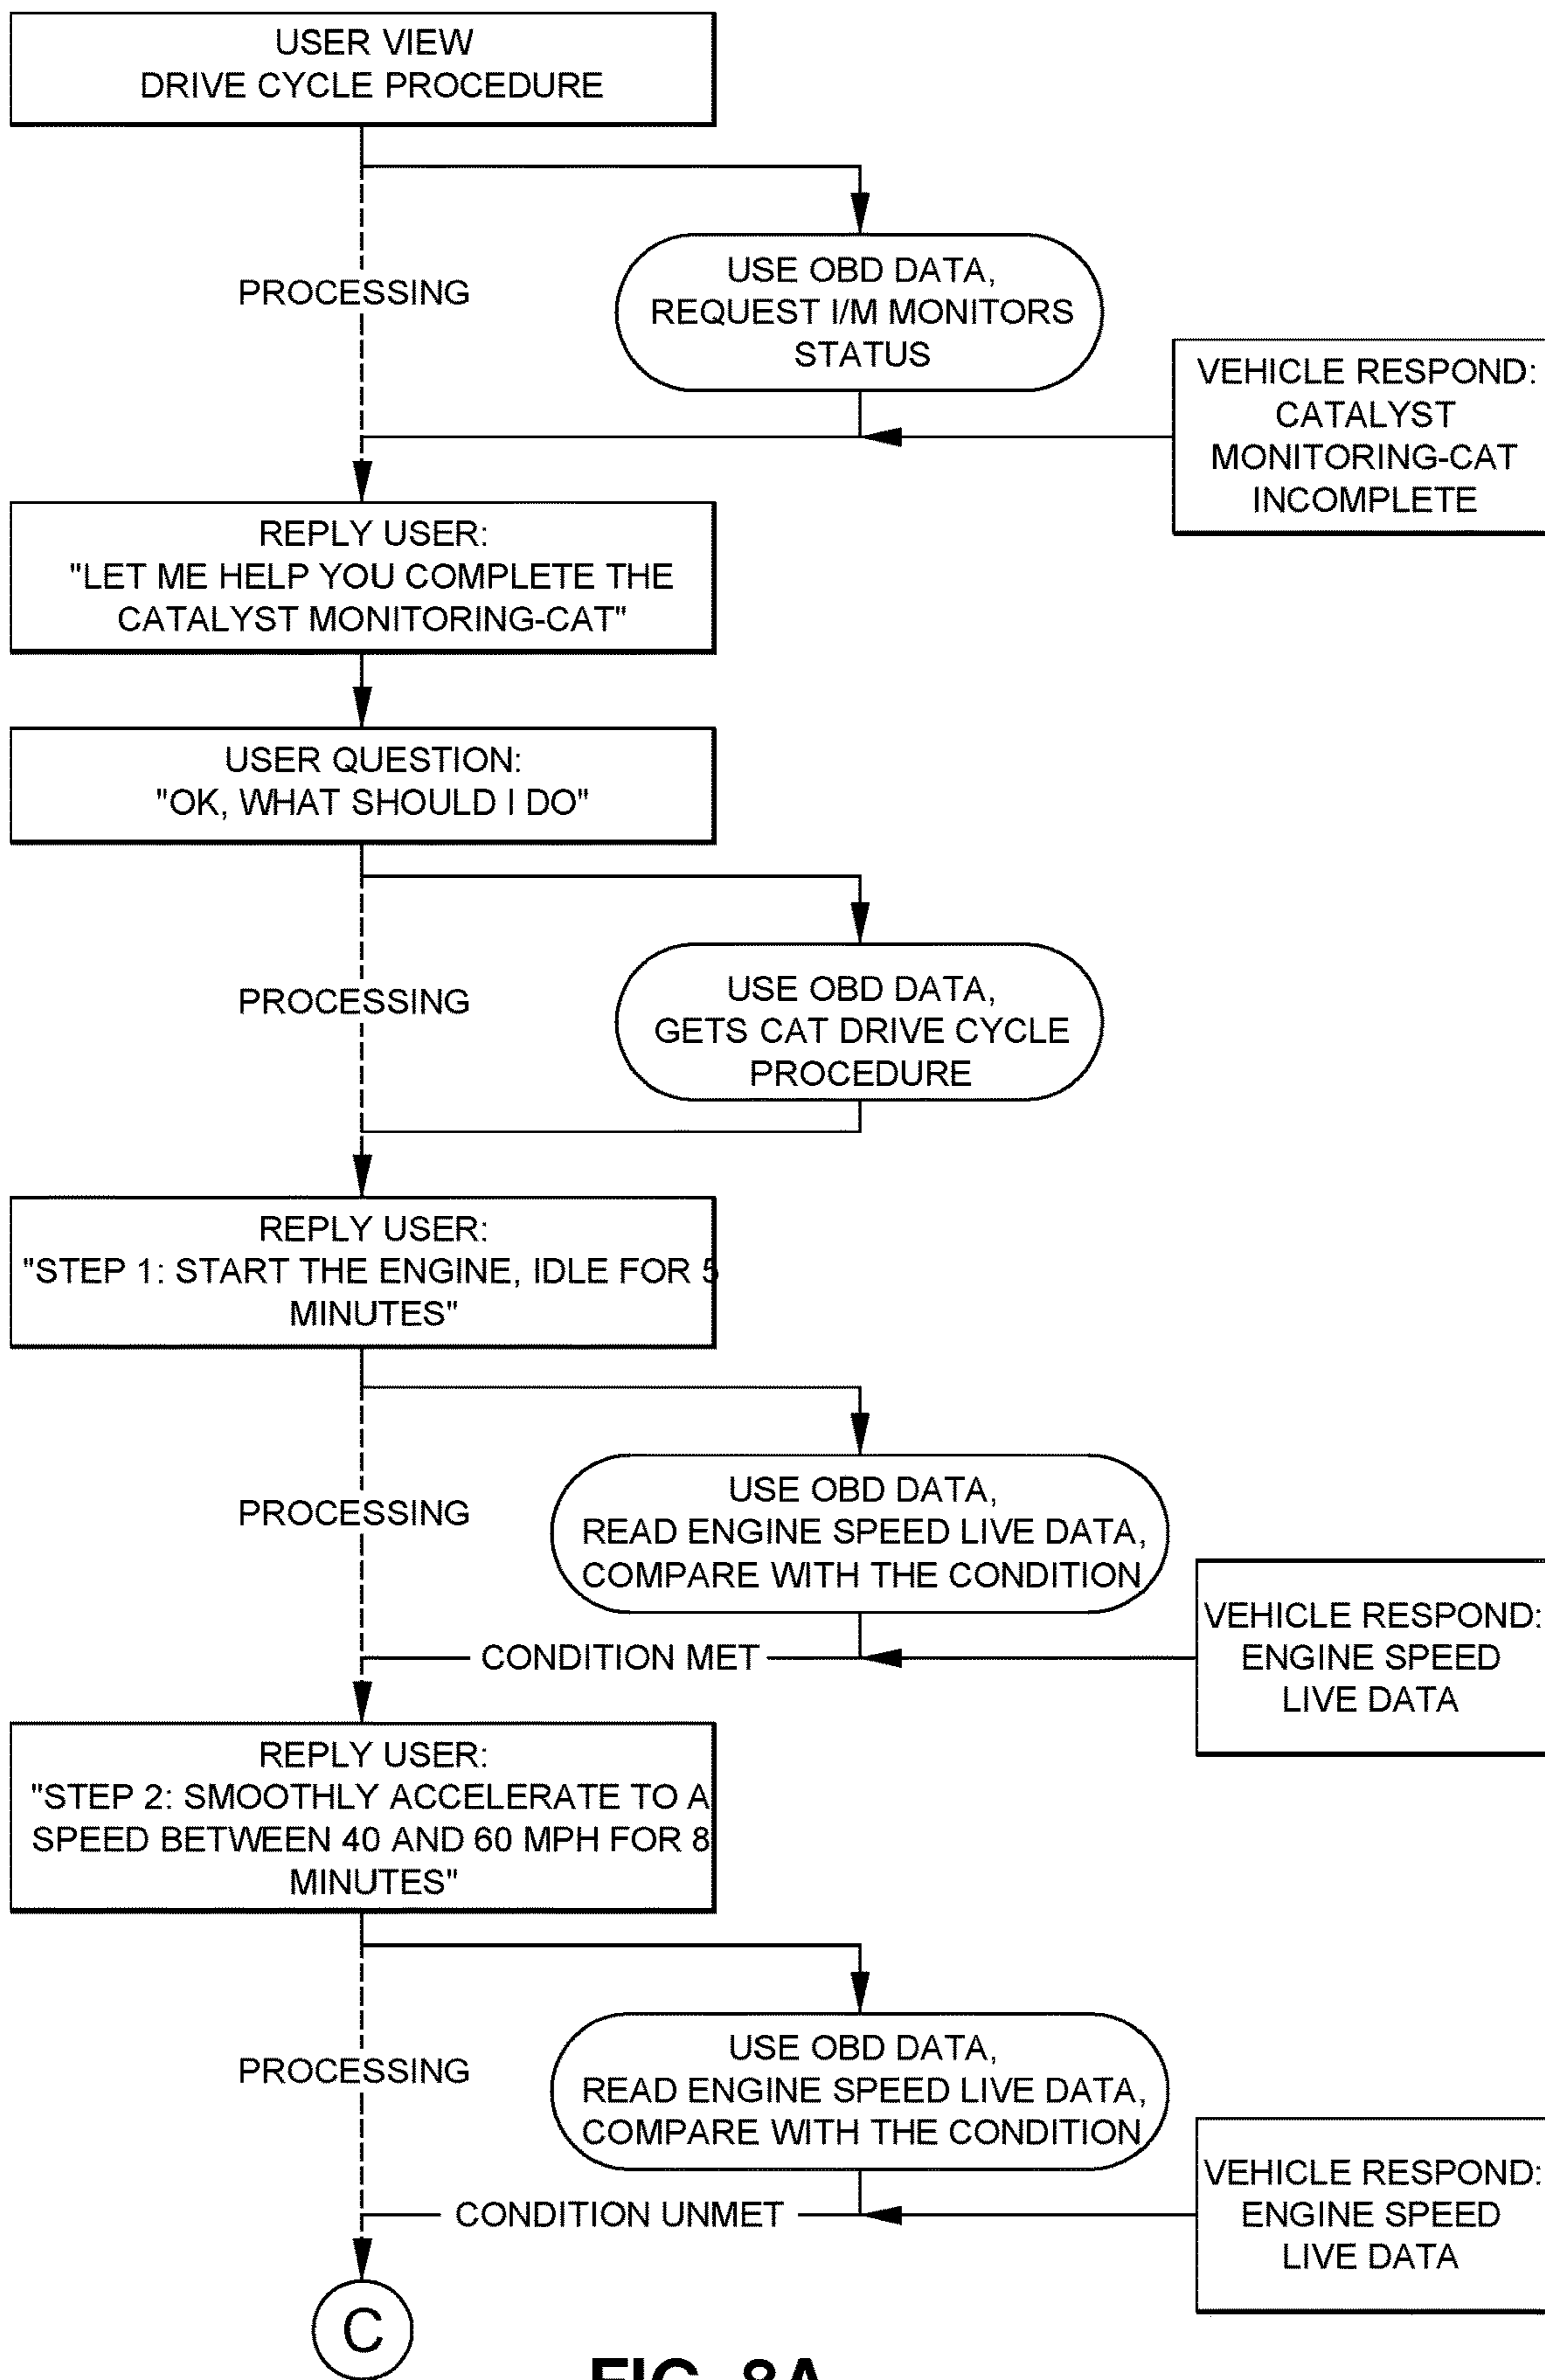 USER VIEW
DRIVE CYCLE PROCEDURE
PROCESSING
USE OBD DATA,
REQUEST I/M MONITORS
STATUS
VEHICLE RESPOND:
CATALYST
MONITORING-CAT
INCOMPLETE
REPLY USER:
"LET ME HELP YOU COMPLETE THE
CATALYST MONITORING-CAT"
USER QUESTION:
"OK, WHAT SHOULD I DO"
PROCESSING
USE OBD DATA,
GETS CAT DRIVE CYCLE
PROCEDURE
REPLY USER:
"STEP 1: START THE ENGINE, IDLE FOR 5
MINUTES"
PROCESSING
USE OBD DATA,
READ ENGINE SPEED LIVE DATA,
COMPARE WITH THE CONDITION
VEHICLE RESPOND:
ENGINE SPEED
LIVE DATA
CONDITION MET
REPLY USER:
"STEP 2: SMOOTHLY ACCELERATE TO A
SPEED BETWEEN 40 AND 60 MPH FOR 8
MINUTES"
PROCESSING
USE OBD DATA,
READ ENGINE SPEED LIVE DATA,
COMPARE WITH THE CONDITION
VEHICLE RESPOND:
ENGINE SPEED
LIVE DATA
CONDITION UNMET
C
FIG. 8A